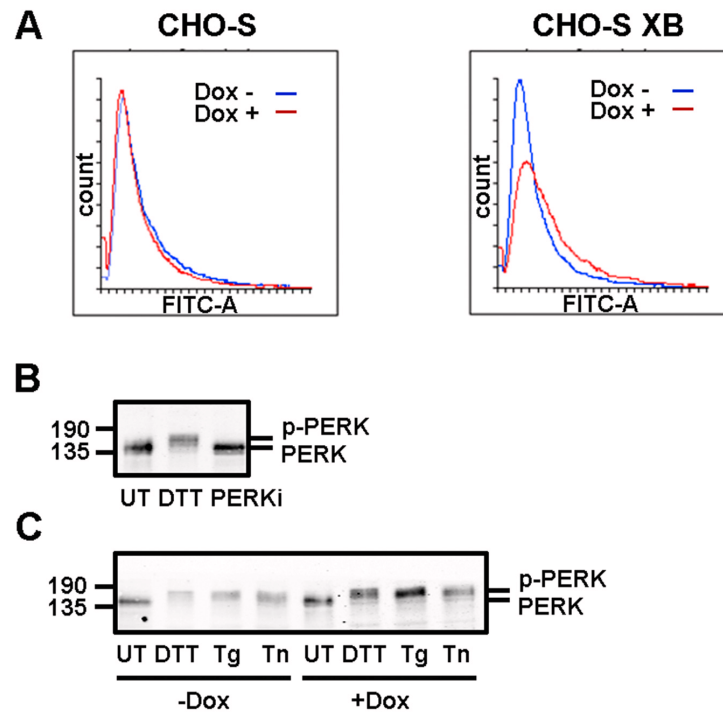 A
CHO-S
CHO-S XB
Dox -
Dox +
count
FITC-A
Dox -
Dox +
count
FITC-A
B
190
135
p-PERK
PERK
UT DTT PERKi
C
190
135
p-PERK
PERK
UT DTT Tg Tn UT DTT Tg Tn
-Dox +Dox